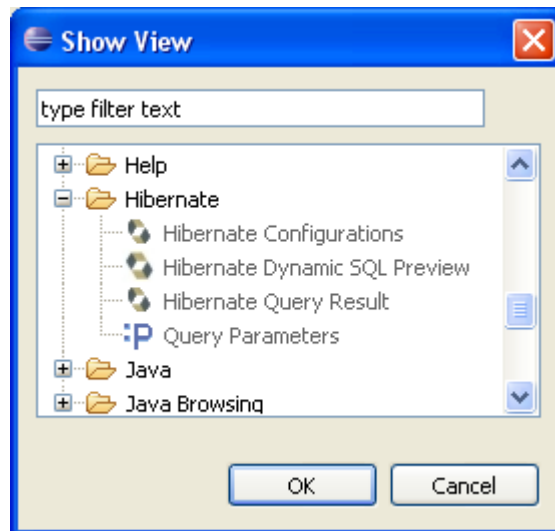 Show View
type filter text
Help
Hibernate
Hibernate Configurations
Hibernate Dynamic SQL Preview
Hibernate Query Result
:P Query Parameters
Java
Java Browsing
OK Cancel